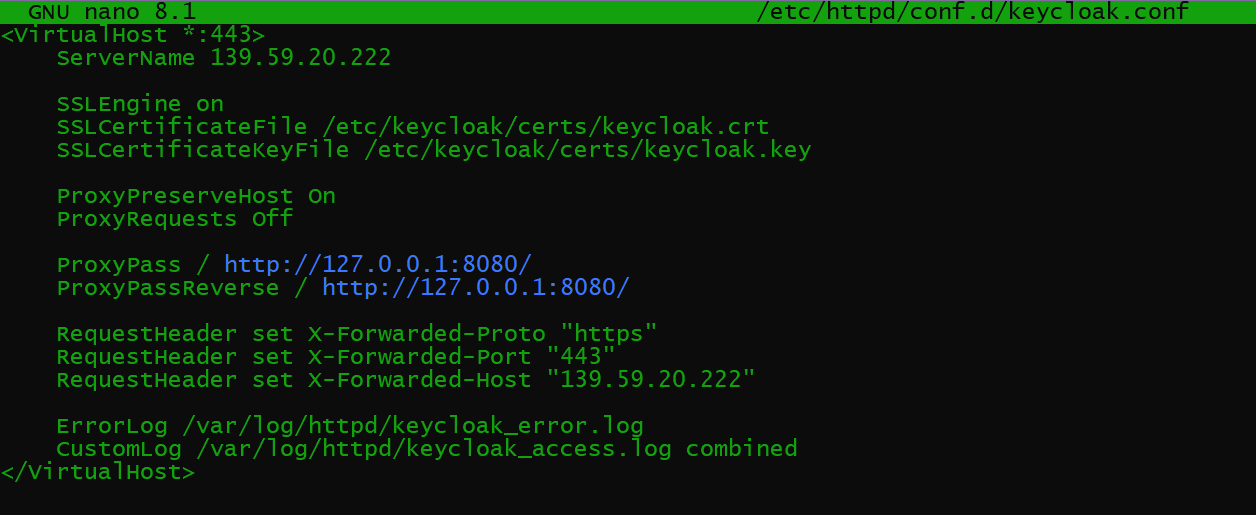 GNU nano 8.1 /etc/httpd/conf.d/keycloak.conf
<VirtualHost *:443>
    ServerName 139.59.20.222

    SSLEngine on
    SSLCertificateFile /etc/keycloak/certs/keycloak.crt
    SSLCertificateKeyFile /etc/keycloak/certs/keycloak.key

    ProxyPreserveHost On
    ProxyRequests Off

    ProxyPass / http://127.0.0.1:8080/
    ProxyPassReverse / http://127.0.0.1:8080/

    RequestHeader set X-Forwarded-Proto "https"
    RequestHeader set X-Forwarded-Port "443"
    RequestHeader set X-Forwarded-Host "139.59.20.222"

    ErrorLog /var/log/httpd/keycloak_error.log
    CustomLog /var/log/httpd/keycloak_access.log combined
</VirtualHost>